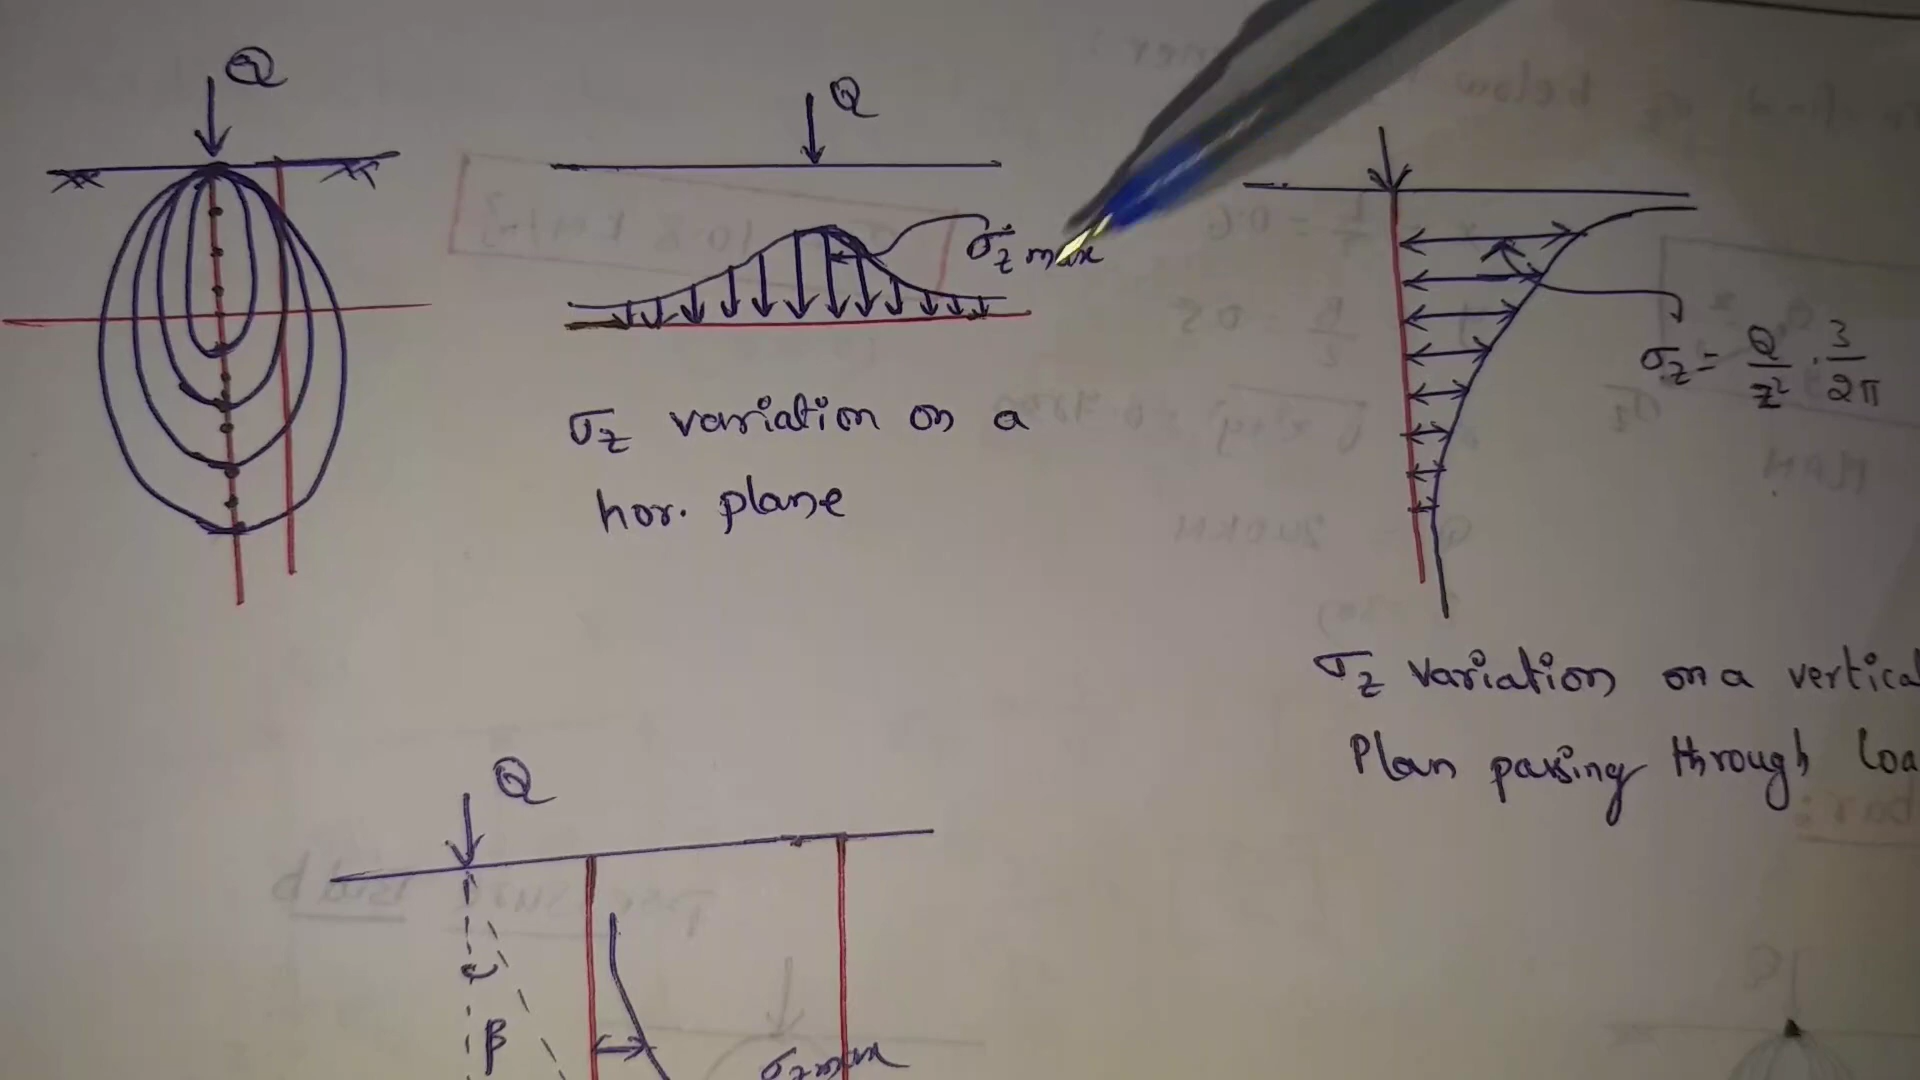 Q
Q
σz max
σz = Q/z² · 3/2π
σz variation on a
hor. plane
σz variation on a vertical
Plan passing through loa
Q
β
σz max